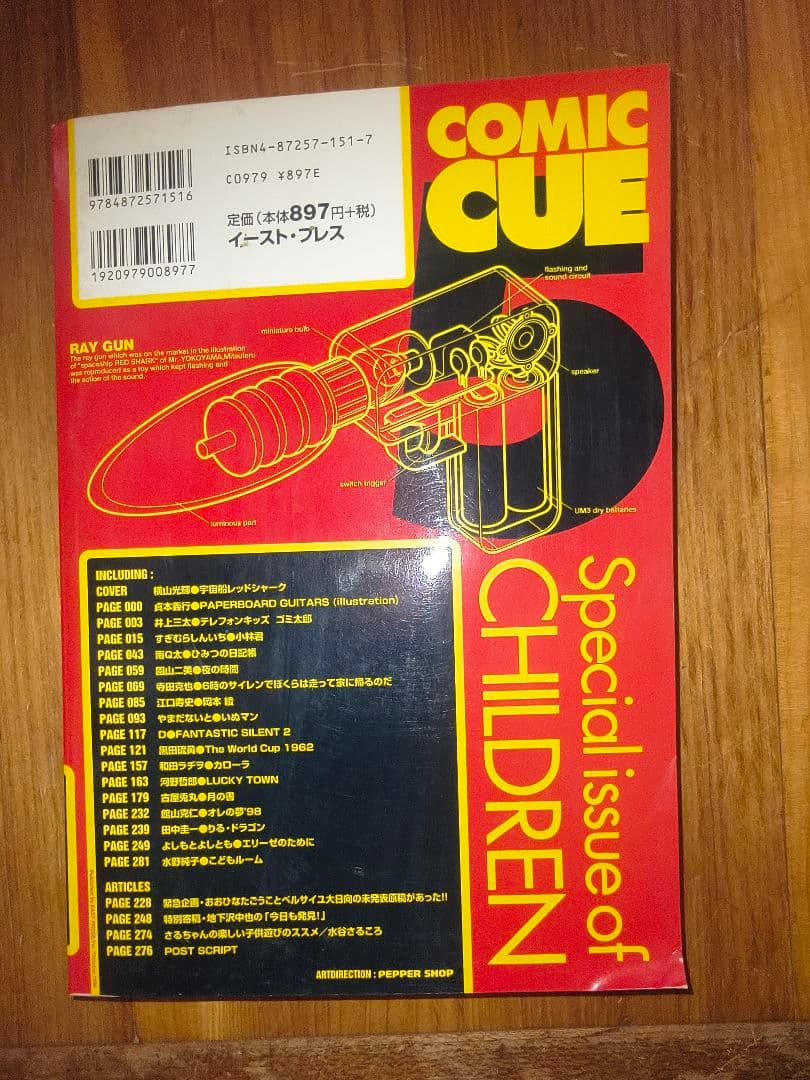 ISBN4-87257-151-7
C0979 ¥897E
定価(本体897円+税)
イースト・プレス
9784872571516
1920979008977
COMIC
CUE
flashing and
sound circuit
miniature bulb
RAY GUN
The ray gun which was on the market in the illustration
of "spaceship RED SHARK" of Mr. YOKOYAMA,Mitsuteru
was reproduced as a toy which kept flashing and
the action of the sound.
speaker
switch trigger
UM3 dry batteries
luminous part
Special issue of
CHILDREN
INCLUDING :
COVER 横山光輝●宇宙船レッドシャーク
PAGE 000 貞本義行●PAPERBOARD GUITARS (illustration)
PAGE 003 井上三太●テレフォンキッズ ゴミ太郎
PAGE 015 すぎむらしんいち●小林君
PAGE 043 南Q太●ひみつの日記帳
PAGE 059 園山二美●夜の時間
PAGE 069 寺田克也●6時のサイレンでぼくらは走って家に帰るのだ
PAGE 085 江口寿史●岡本 綾
PAGE 093 やまだないと●いぬマン
PAGE 117 D●FANTASTIC SILENT 2
PAGE 121 黒田硫黄●The World Cup 1962
PAGE 157 和田ラヂヲ●カローラ
PAGE 163 河野哲郎●LUCKY TOWN
PAGE 179 古屋兎丸●月の書
PAGE 232 館山克仁●オレの夢'98
PAGE 239 田中圭一●りる・ドラゴン
PAGE 249 よしもとよしとも●エリーゼのために
PAGE 281 水野純子●こどもルーム
ARTICLES
PAGE 228 緊急企画・おおひなたごうことベルサイユ大日向の未発表原稿があった!!
PAGE 248 特別寄稿・地下沢中也の「今日も発見!」
PAGE 274 さるちゃんの楽しい子供遊びのススメ/水谷さるころ
PAGE 276 POST SCRIPT
ARTDIRECTION : PEPPER SHOP